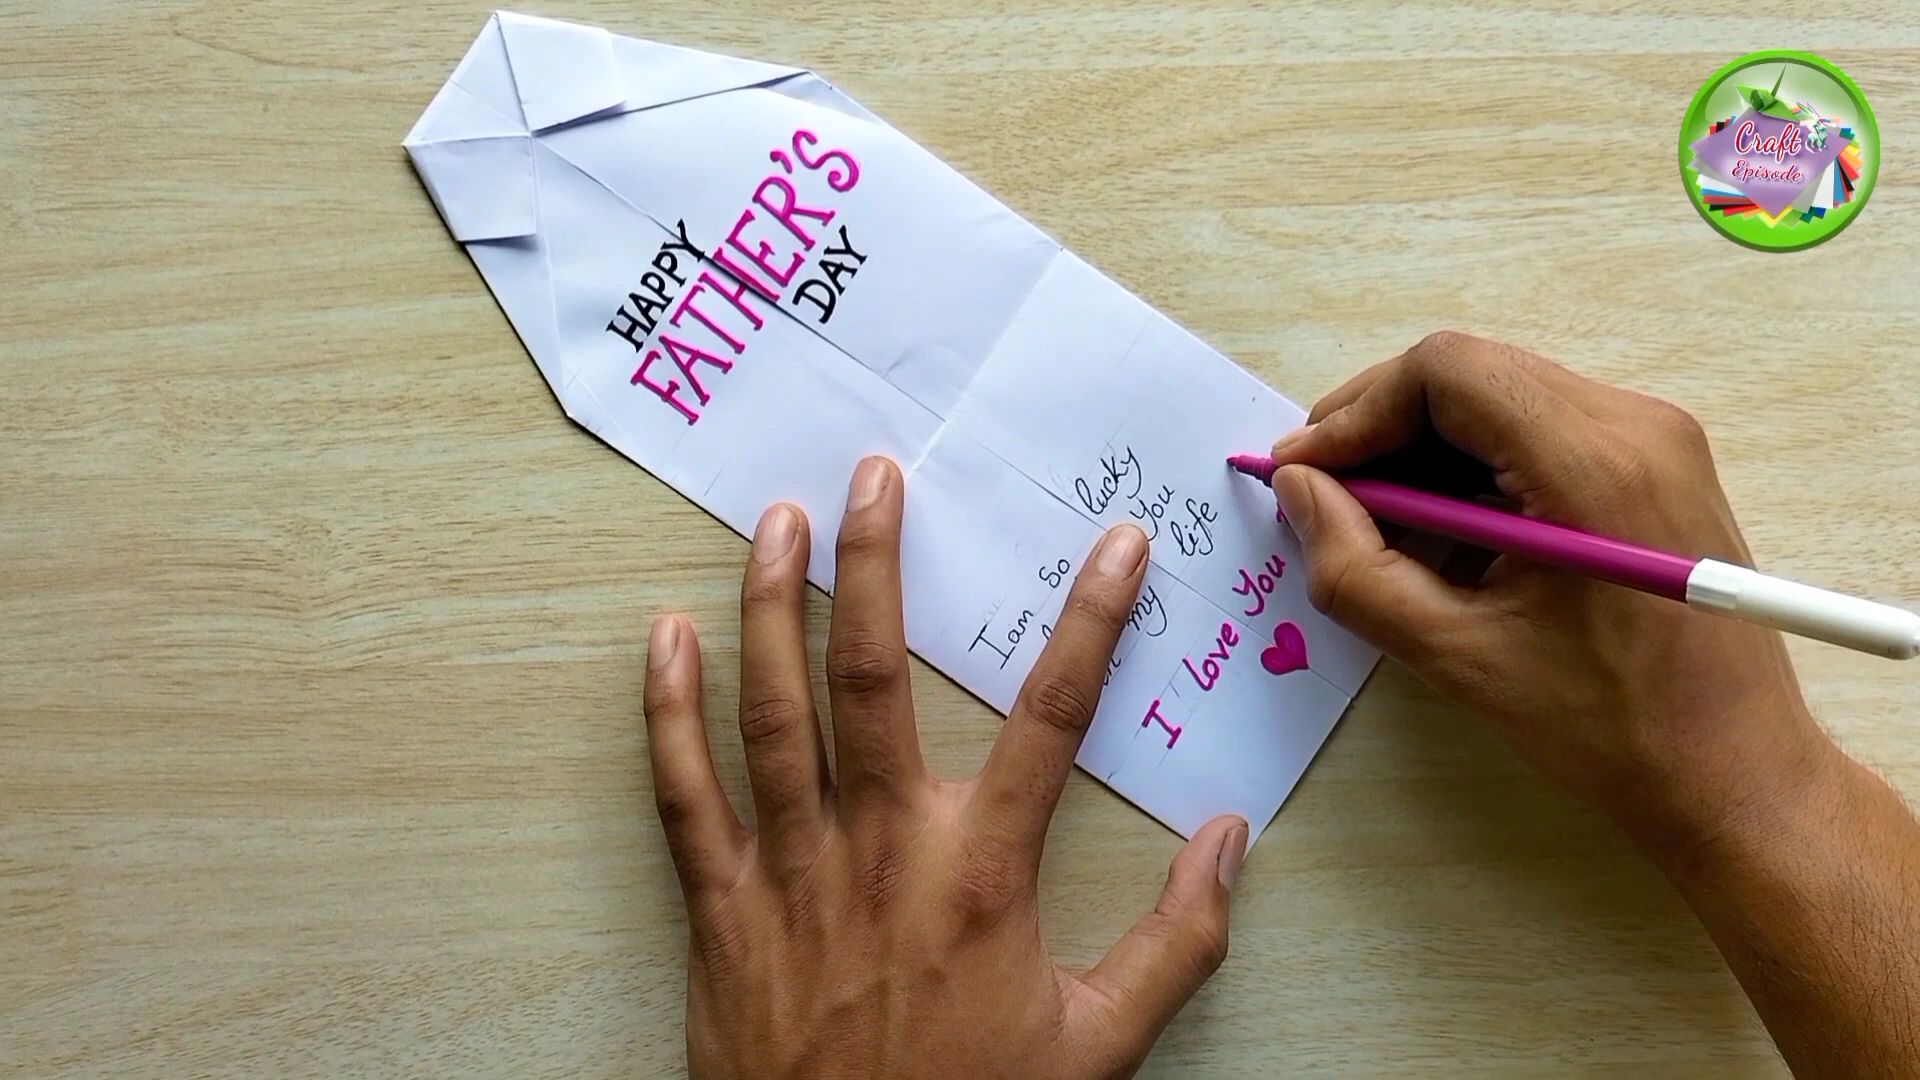 HAPPY
FATHER'S
DAY
I am So lucky
You
my life
I love You
Craft
Episode